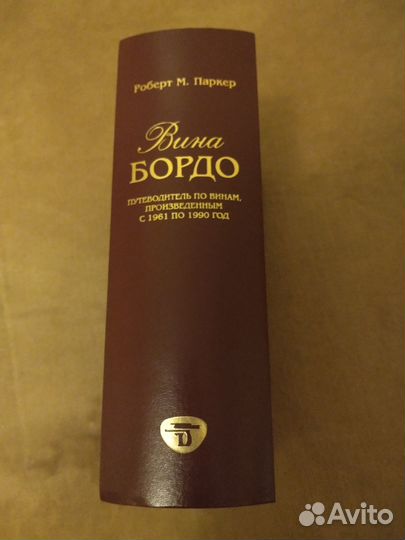 Роберт М. Паркер
Вина
БОРДО
ПУТЕВОДИТЕЛЬ ПО ВИНАМ,
ПРОИЗВЕДЕННЫМ
С 1961 ПО 1990 ГОД
Avito